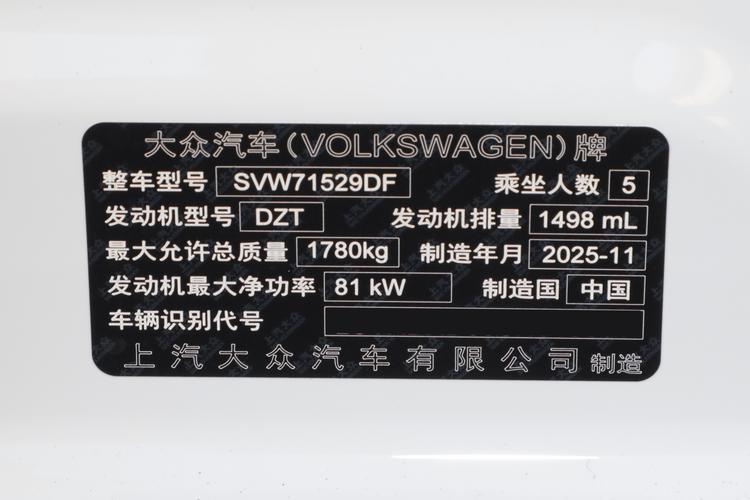 大众汽车(VOLKSWAGEN)牌
整车型号 SVW71529DF 乘坐人数 5
发动机型号 DZT 发动机排量 1498 mL
最大允许总质量 1780kg 制造年月 2025-11
发动机最大净功率 81 kW 制造国 中国
车辆识别代号
上汽大众汽车有限公司 制造